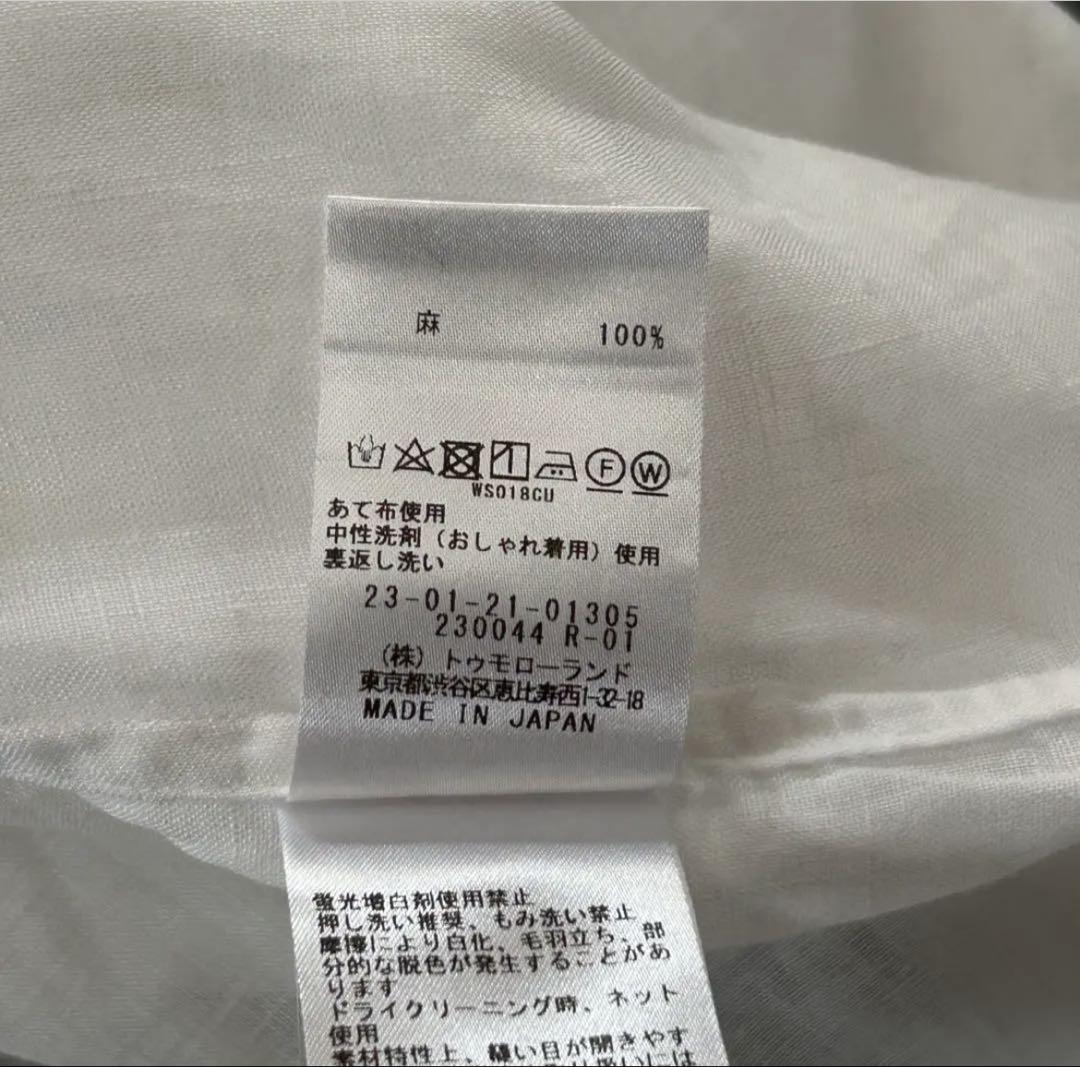 麻 100%
F W
WS018CU
あて布使用
中性洗剤（おしゃれ着用）使用
裏返し洗い
23-01-21-01305
230044 R-01
（株）トゥモローランド
東京都渋谷区恵比寿西1-32-18
MADE IN JAPAN
蛍光増白剤使用禁止
押し洗い推奨、もみ洗い禁止
摩擦により白化、毛羽立ち、部
分的な脱色が発生することがあ
ります
ドライクリーニング時、ネット
使用
素材特性上、縫い目が開きやす